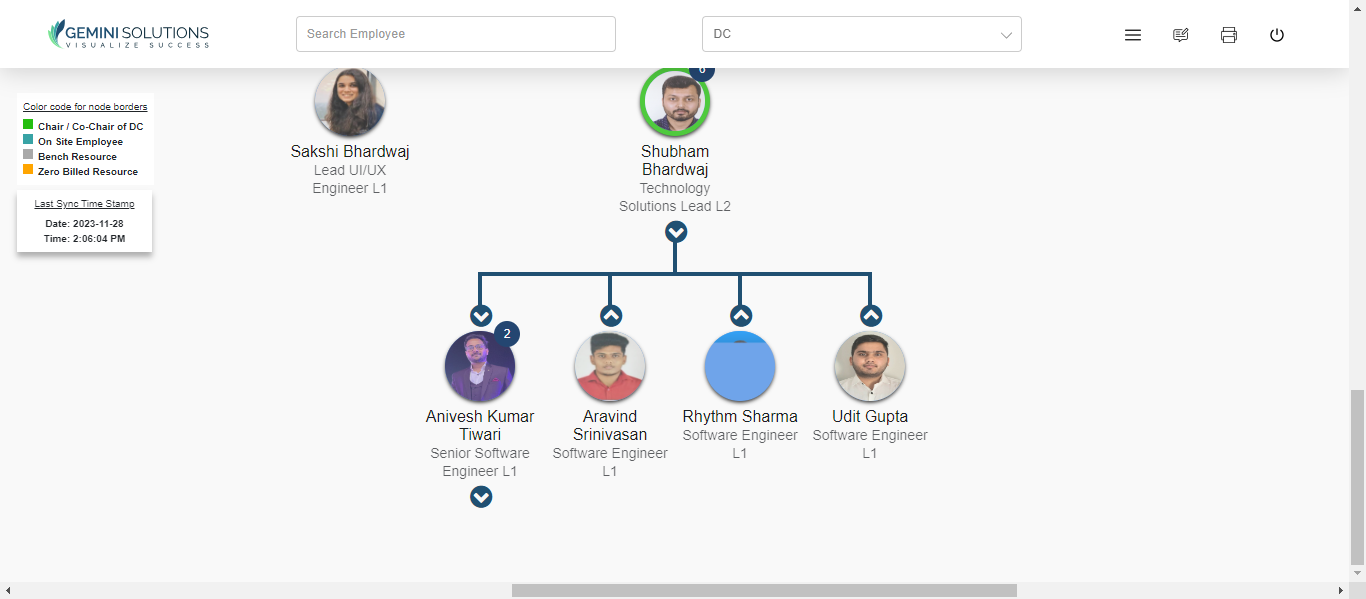 GEMINI SOLUTIONS
VISUALIZE SUCCESS
Search Employee
DC
Color code for node borders
Chair / Co-Chair of DC
On Site Employee
Bench Resource
Zero Billed Resource
Last Sync Time Stamp
Date: 2023-11-28
Time: 2:06:04 PM
Sakshi Bhardwaj
Lead UI/UX
Engineer L1
Shubham
Bhardwaj
Technology
Solutions Lead L2
2
Anivesh Kumar
Tiwari
Senior Software
Engineer L1
Aravind
Srinivasan
Software Engineer
L1
Rhythm Sharma
Software Engineer
L1
Udit Gupta
Software Engineer
L1